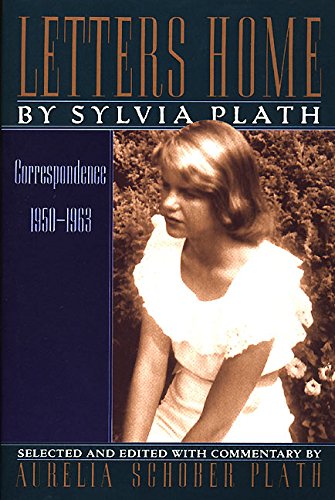 LETTERS HOME
BY SYLVIA PLATH
Correspondence
1950–1963
SELECTED AND EDITED WITH COMMENTARY BY
AURELIA SCHOBER PLATH